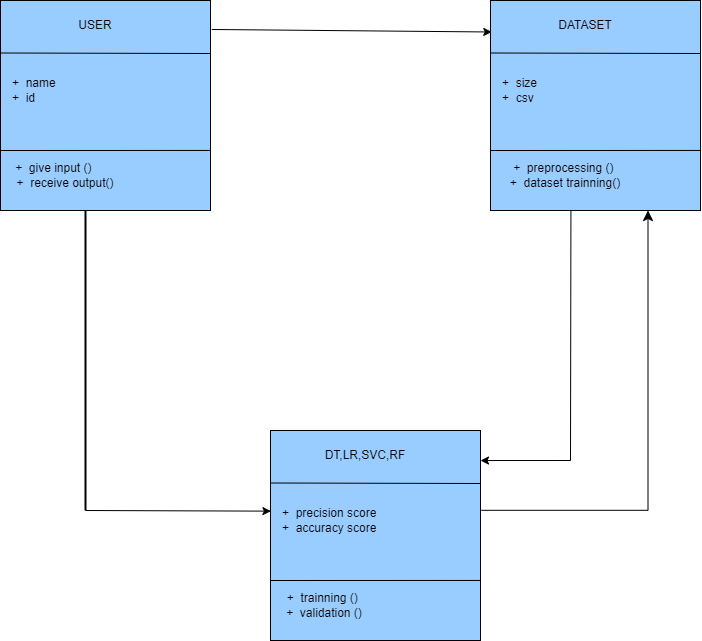 USER
+ name
+ id
+ give input ()
+ receive output()
DATASET
+ size
+ csv
+ preprocessing ()
+ dataset trainning()
DT,LR,SVC,RF
+ precision score
+ accuracy score
+ trainning ()
+ validation ()